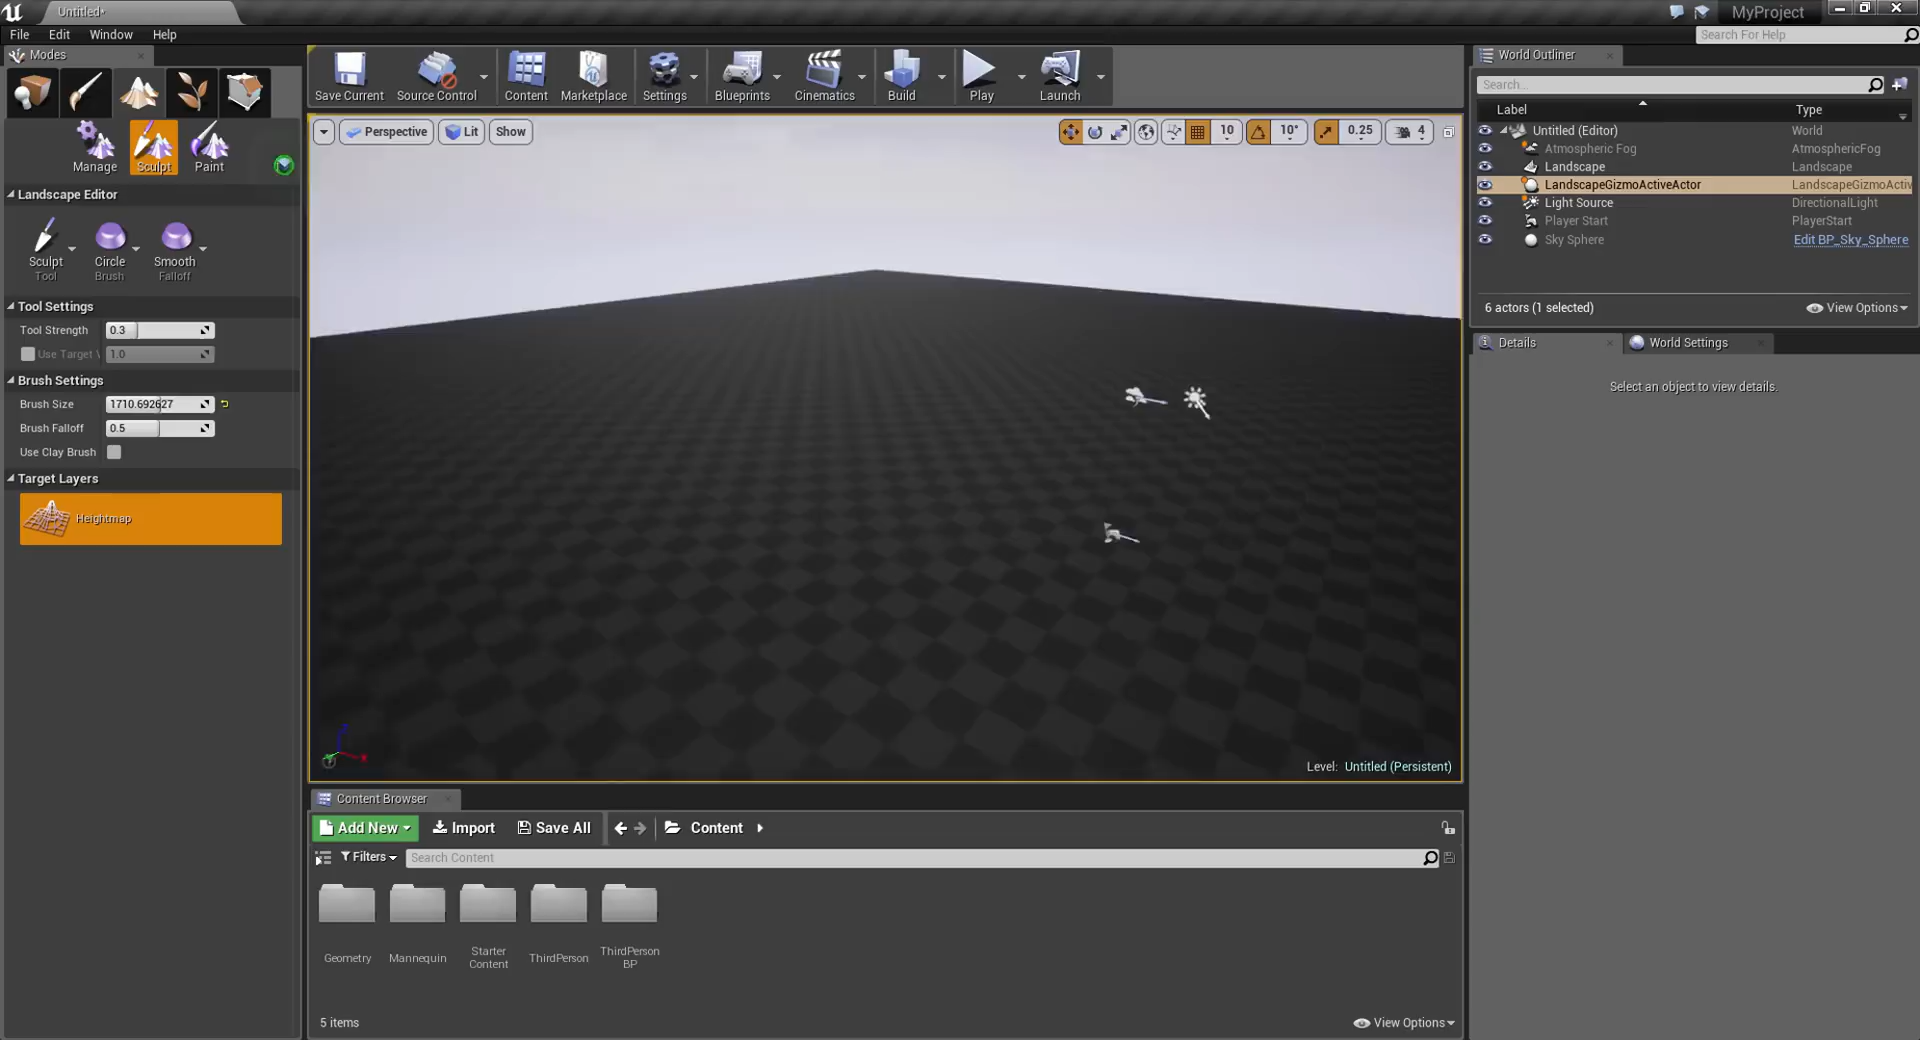 Untitled*
MyProject
File Edit Window Help
Search For Help
Modes
Manage Sculpt Paint
Landscape Editor
Sculpt Circle Smooth
Tool Brush Falloff
Tool Settings
Tool Strength 0.3
Use Target V 1.0
Brush Settings
Brush Size 1710.692627
Brush Falloff 0.5
Use Clay Brush
Target Layers
Heightmap
Save Current Source Control Content Marketplace Settings Blueprints Cinematics Build Play Launch
Perspective Lit Show 10 10° 0.25 4
Level: Untitled (Persistent)
Content Browser
Add New Import Save All Content
Filters Search Content
Geometry
Mannequin
Starter
Content
ThirdPerson
ThirdPerson
BP
5 items View Options
World Outliner
Search...
Label Type
Untitled (Editor) World
Atmospheric Fog AtmosphericFog
Landscape Landscape
LandscapeGizmoActiveActor LandscapeGizmoActiv
Light Source DirectionalLight
Player Start PlayerStart
Sky Sphere Edit BP_Sky_Sphere
6 actors (1 selected) View Options
Details World Settings
Select an object to view details.